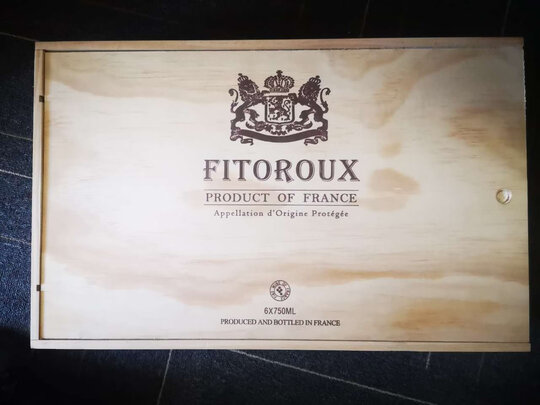 FITOROUX
PRODUCT OF FRANCE
Appellation d'Origine Protégée
6X750ML
PRODUCED AND BOTTLED IN FRANCE